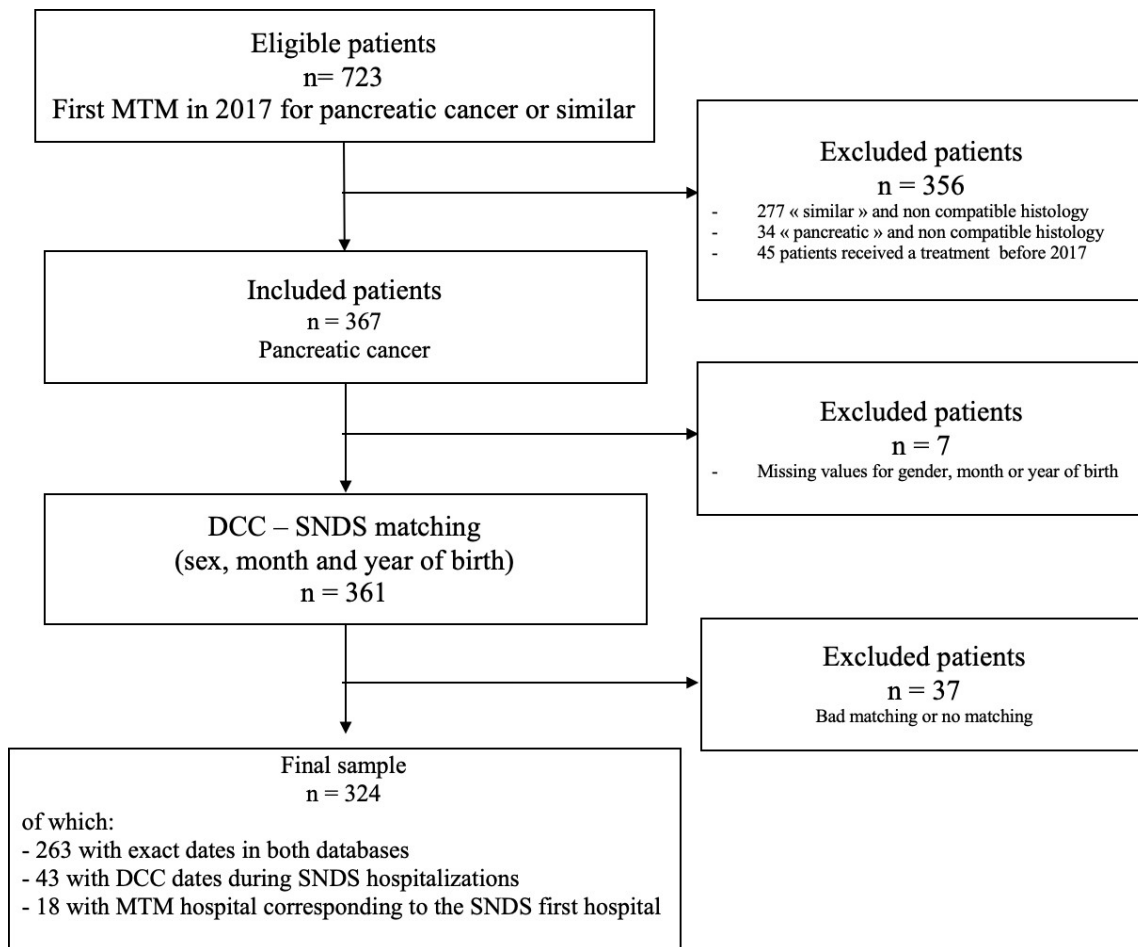 Eligible patients
n= 723
First MTM in 2017 for pancreatic cancer or similar
Excluded patients
n = 356
- 277 « similar » and non compatible histology
- 34 « pancreatic » and non compatible histology
- 45 patients received a treatment before 2017
Included patients
n = 367
Pancreatic cancer
Excluded patients
n = 7
- Missing values for gender, month or year of birth
DCC – SNDS matching
(sex, month and year of birth)
n = 361
Excluded patients
n = 37
Bad matching or no matching
Final sample
n = 324
of which:
- 263 with exact dates in both databases
- 43 with DCC dates during SNDS hospitalizations
- 18 with MTM hospital corresponding to the SNDS first hospital